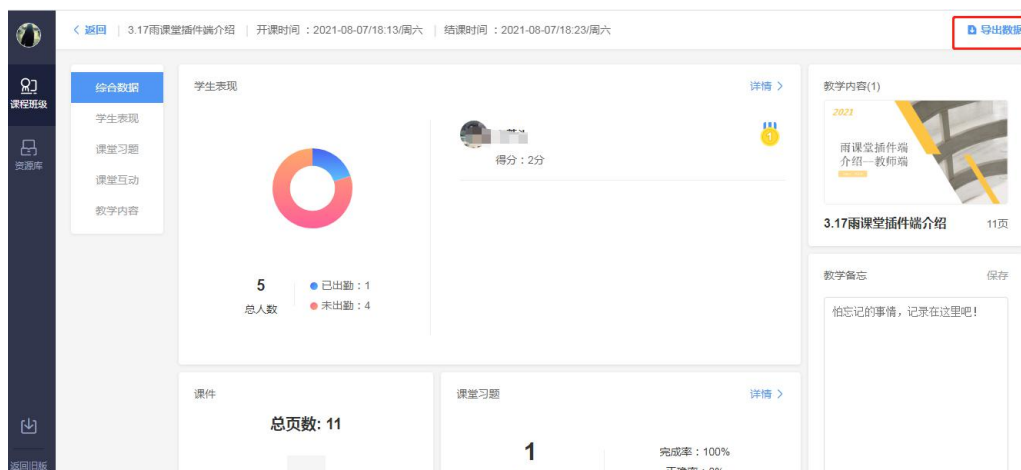 返回
3.17雨课堂插件端介绍
开课时间 ：2021-08-07/18:13/周六
结课时间 ：2021-08-07/18:23/周六
导出数据
课程班级
资源库
返回旧版
综合数据
学生表现
课堂习题
课堂互动
教学内容
学生表现
详情
得分：2分
1
5
总人数
已出勤：1
未出勤：4
教学内容(1)
2021
雨课堂插件端
介绍—教师端
3.17雨课堂插件端介绍
11页
教学备忘
保存
怕忘记的事情，记录在这里吧！
课件
总页数: 11
课堂习题
详情
1
完成率：100%